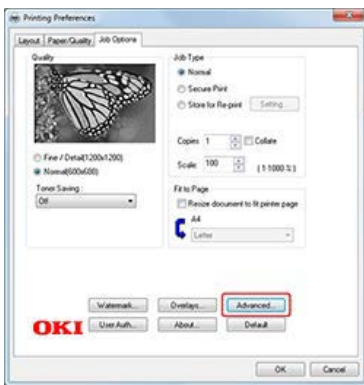 Printing Preferences
Layout Paper/Quality Job Options
Quality
Fine / Detail(1200x1200)
Normal(600x600)
Toner Saving :
Off
Job Type
Normal
Secure Print
Store for Re-print Setting...
Copies 1 Collate
Scale: 100 ( 1-1000 % )
Fit to Page
Resize document to fit printer page
A4
Letter
Watermark... Overlays... Advanced...
OKI User Auth... About... Default
OK Cancel